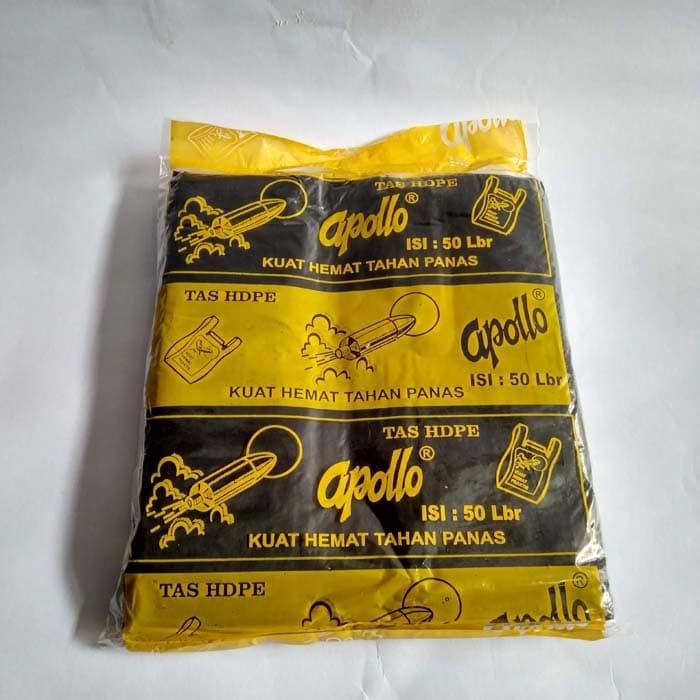 apollo
TAS HDPE
apollo®
ISI : 50 Lbr
KUAT HEMAT TAHAN PANAS
TAS HDPE
apollo®
ISI : 50 Lbr
KUAT HEMAT TAHAN PANAS
TAS HDPE
apollo®
ISI : 50 Lbr
KUAT HEMAT TAHAN PANAS
TAS HDPE
apollo®